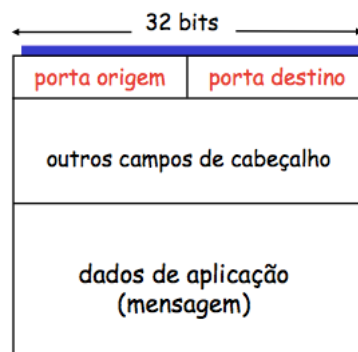 32 bits
porta origem porta destino
outros campos de cabeçalho
dados de aplicação
(mensagem)